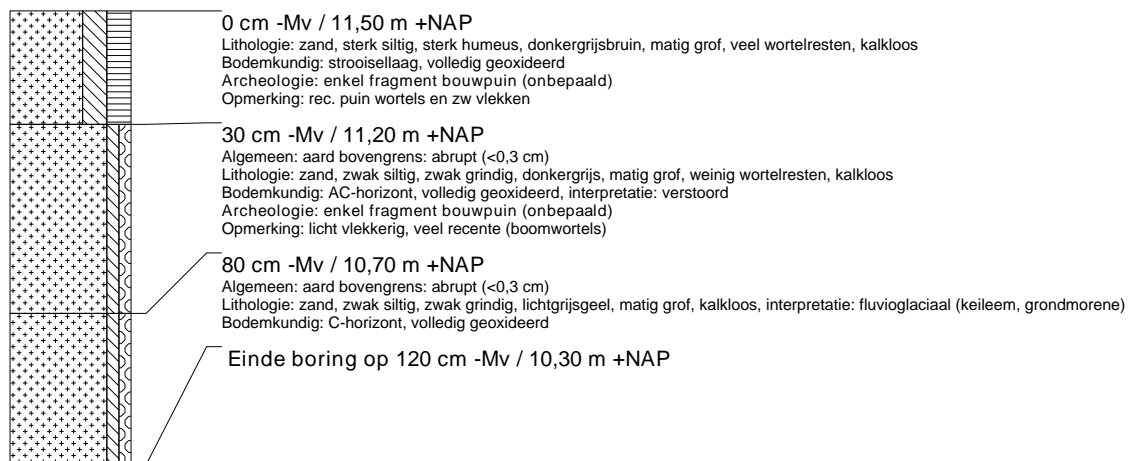 0 cm -Mv / 11,50 m +NAP
Lithologie: zand, sterk siltig, sterk humeus, donkergrijsbruin, matig grof, veel wortelresten, kalkloos
Bodemkundig: strooisellaag, volledig geoxideerd
Archeologie: enkel fragment bouwpuin (onbepaald)
Opmerking: rec. puin wortels en zw vlekken
30 cm -Mv / 11,20 m +NAP
Algemeen: aard bovengrens: abrupt (<0,3 cm)
Lithologie: zand, zwak siltig, zwak grindig, donkergrijs, matig grof, weinig wortelresten, kalkloos
Bodemkundig: AC-horizont, volledig geoxideerd, interpretatie: verstoord
Archeologie: enkel fragment bouwpuin (onbepaald)
Opmerking: licht vlekkerig, veel recente (boomwortels)
80 cm -Mv / 10,70 m +NAP
Algemeen: aard bovengrens: abrupt (<0,3 cm)
Lithologie: zand, zwak siltig, zwak grindig, lichtgrijsgeel, matig grof, kalkloos, interpretatie: fluvioglaciaal (keileem, grondmorene)
Bodemkundig: C-horizont, volledig geoxideerd
Einde boring op 120 cm -Mv / 10,30 m +NAP